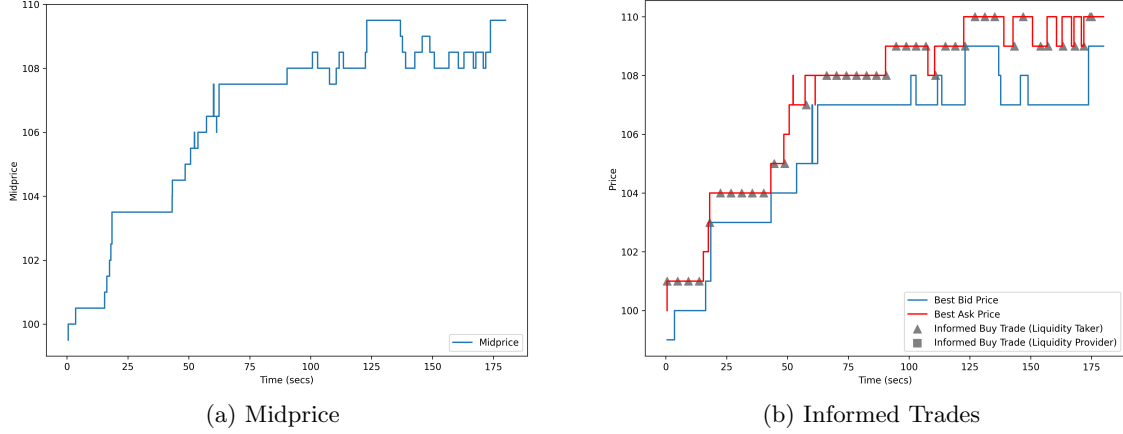 110
108
106
104
102
100
Midprice
0
25
50
75
100
125
150
175
Time (secs)
Midprice
(a) Midprice
110
108
106
104
102
100
Price
0
25
50
75
100
125
150
175
Time (secs)
Best Bid Price
Best Ask Price
Informed Buy Trade (Liquidity Taker)
Informed Buy Trade (Liquidity Provider)
(b) Informed Trades